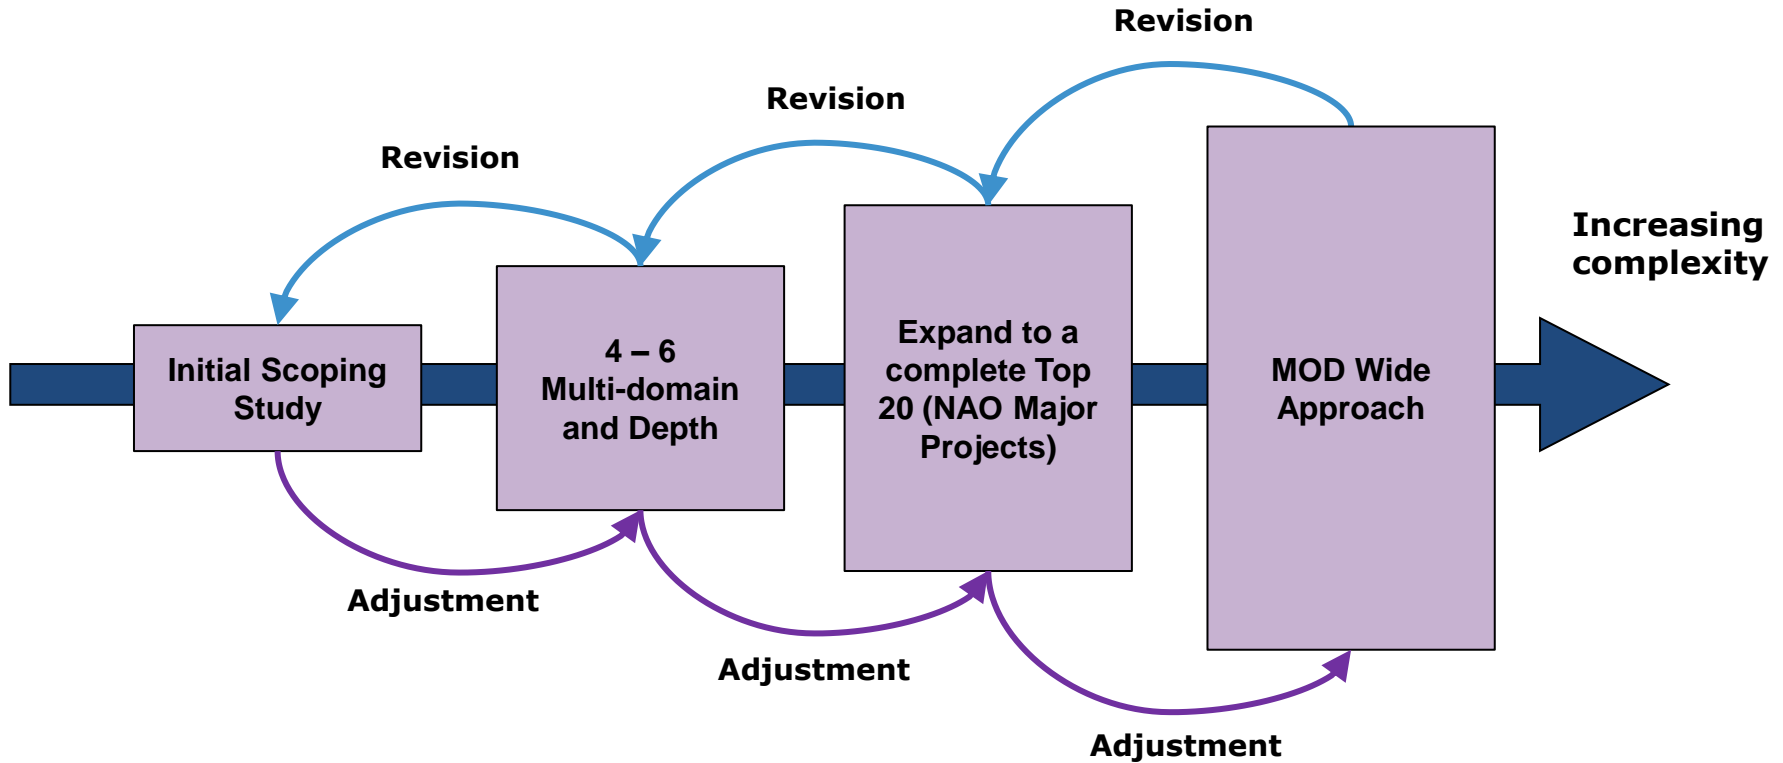 Revision
Revision
Revision
Increasing
complexity
Initial Scoping
Study
4 – 6
Multi-domain
and Depth
Expand to a
complete Top
20 (NAO Major
Projects)
MOD Wide
Approach
Adjustment
Adjustment
Adjustment